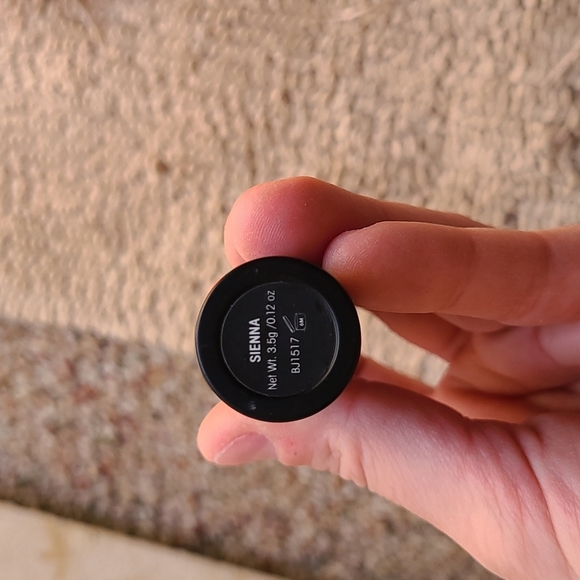 SIENNA
Net Wt. 3.5g /0.12 oz
BJ1517